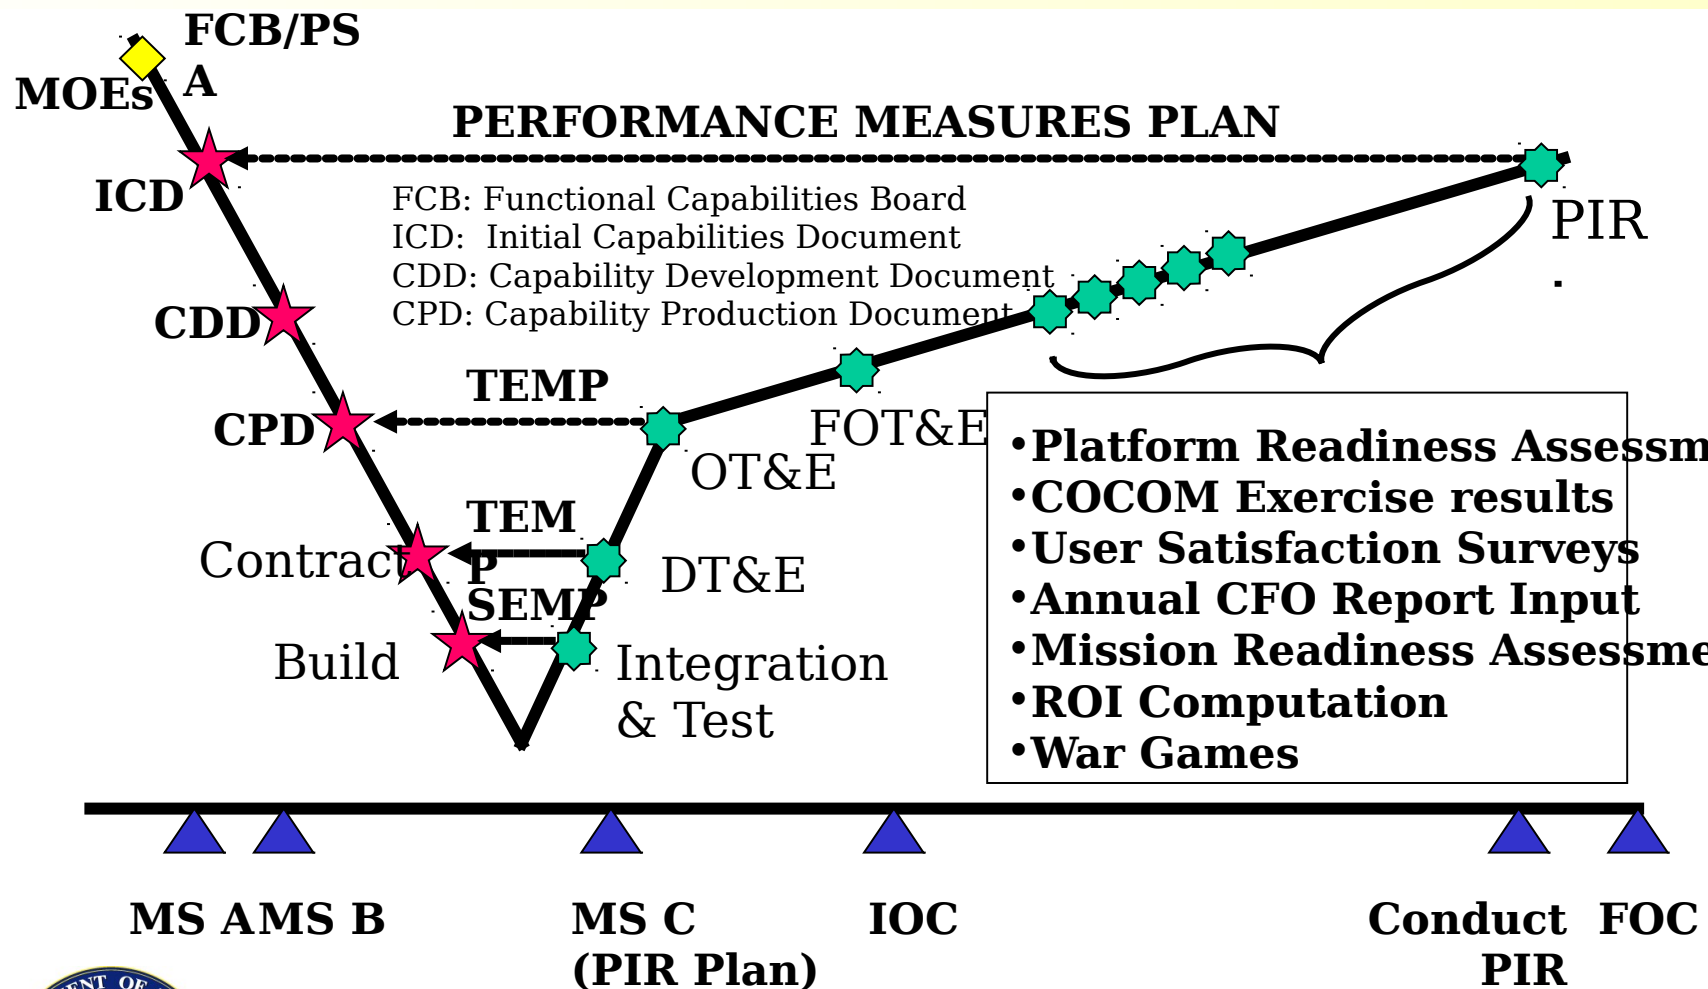 FCB/PS
A
MOEs
PERFORMANCE MEASURES PLAN
ICD
FCB: Functional Capabilities Board
ICD:  Initial Capabilities Document
CDD: Capability Development Document
CPD: Capability Production Document
PIR
.
CDD
TEMP
CPD
FOT&E
OT&E
TEM
P
Contract
DT&E
SEMP
Build
Integration
& Test
•Platform Readiness Assessm
•COCOM Exercise results
•User Satisfaction Surveys
•Annual CFO Report Input
•Mission Readiness Assessme
•ROI Computation
•War Games
MS A
MS B
MS C
(PIR Plan)
IOC
Conduct
PIR
FOC
ENT OF